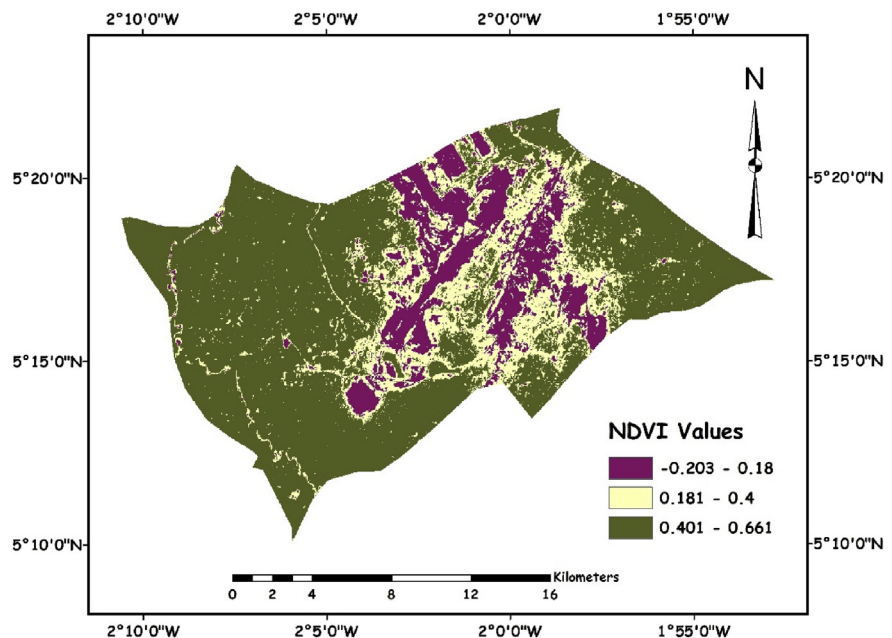 2°10'0"W 2°5'0"W 2°0'0"W 1°55'0"W
N
5°20'0"N 5°20'0"N
5°15'0"N 5°15'0"N
NDVI Values
-0.203 - 0.18
0.181 - 0.4
0.401 - 0.661
5°10'0"N 5°10'0"N
Kilometers
0 2 4 8 12 16
2°10'0"W 2°5'0"W 2°0'0"W 1°55'0"W